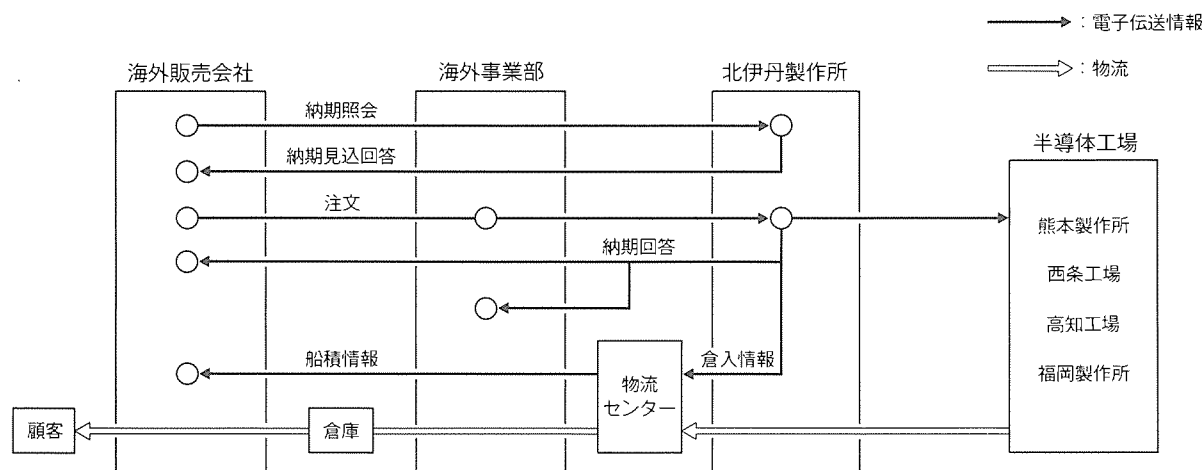 ：電子伝送情報
：物流
海外販売会社
海外事業部
北伊丹製作所
半導体工場
納期照会
納期見込回答
注文
納期回答
船積情報
倉入情報
物流
センター
顧客
倉庫
熊本製作所
西条工場
高知工場
福岡製作所